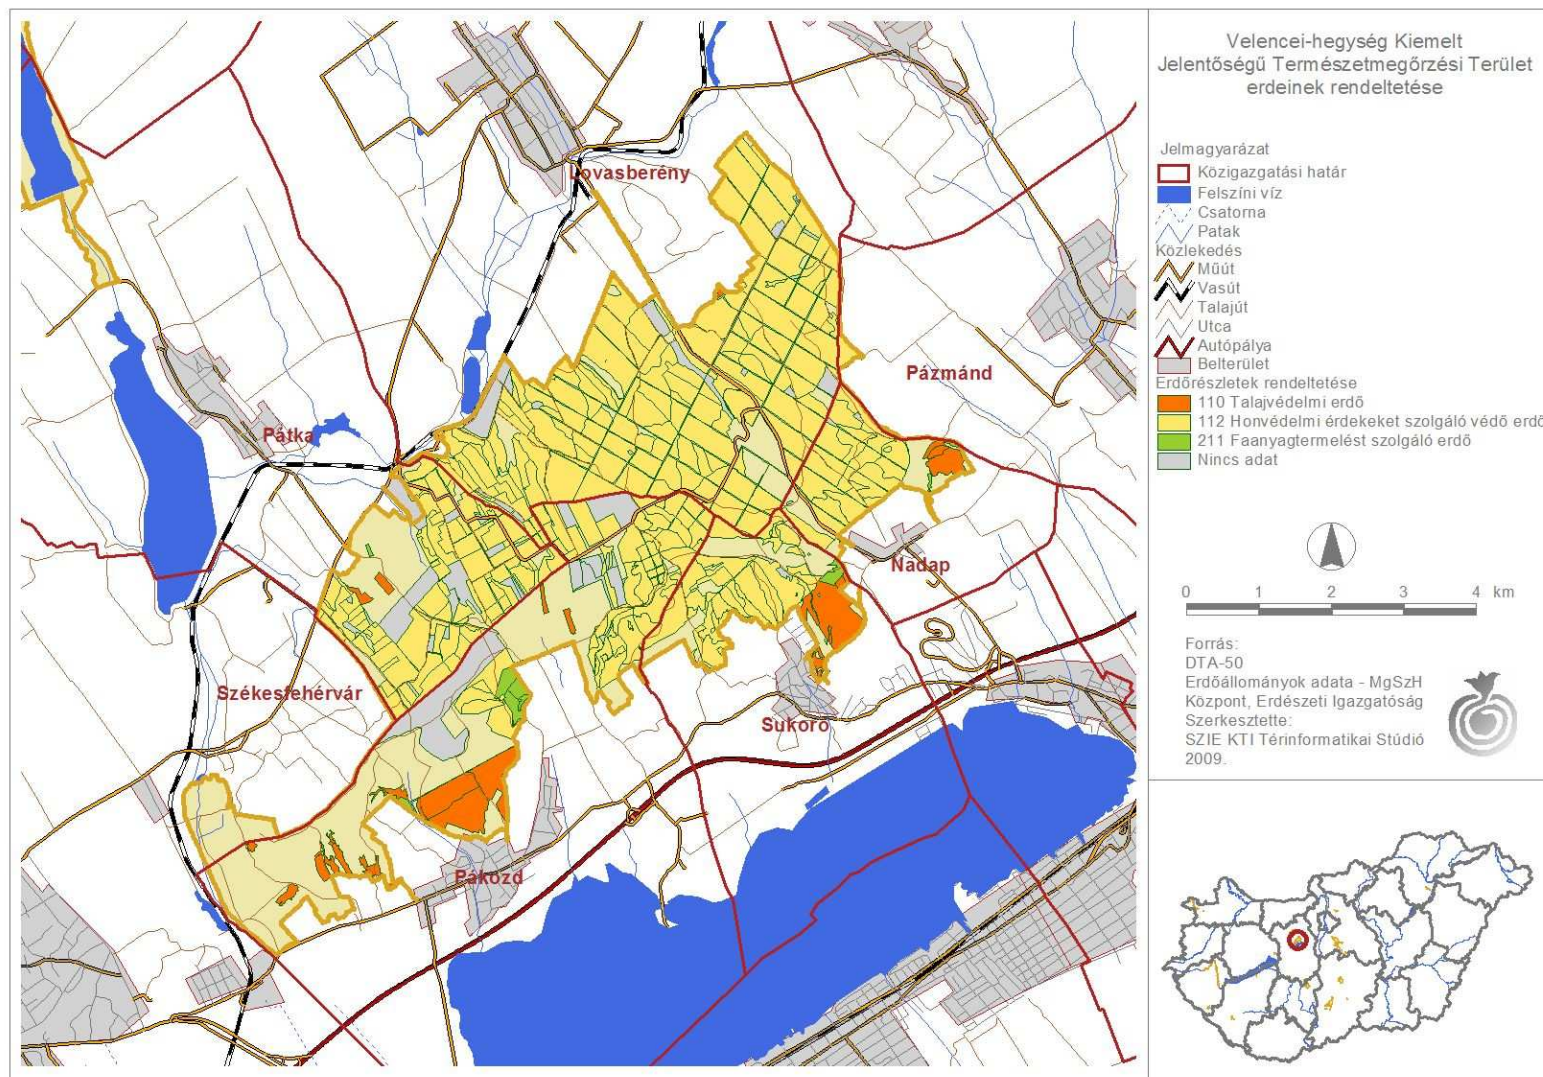 Velencei-hegység Kiemelt
Jelentőségű Természetmegőrzési Terület
erdeinek rendeltetése
Jelmagyarázat
Közigazgatási határ
Felszíni víz
Csatorna
Patak
Közlekedés
Műút
Vasút
Talajút
Utca
Autópálya
Belterület
Erdőrészletek rendeltetése
110 Talajvédelmi erdő
112 Honvédelmi érdekeket szolgáló védő erdő
211 Faanyagtermelést szolgáló erdő
Nincs adat
0 1 2 3 4 km
Forrás:
DTA-50
Erdőállományok adata - MgSzH
Központ, Erdészeti Igazgatóság
Szerkesztette:
SZIE KTI Térinformatikai Stúdió
2009.
Lovasberény
Pázmánd
Pátka
Nadap
Székesfehérvár
Sukoró
Pákozd